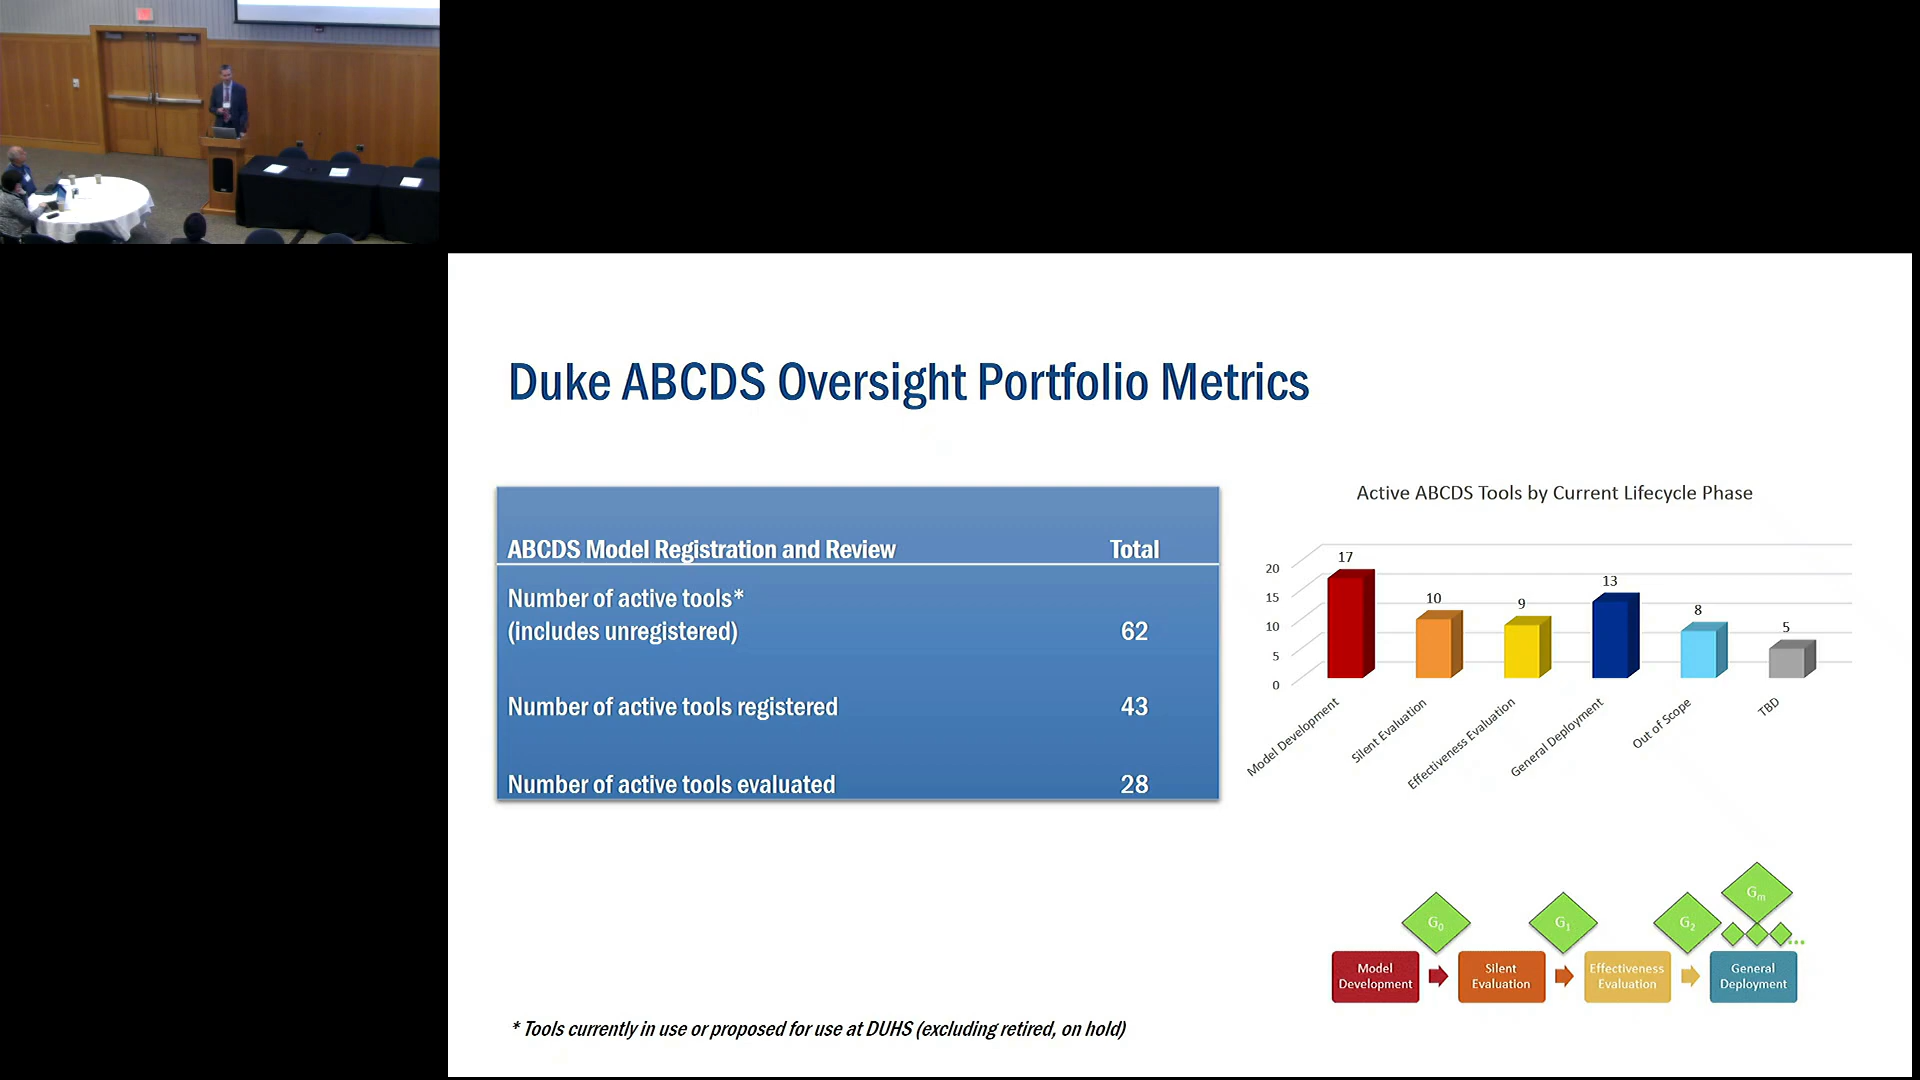 Duke ABCDS Oversight Portfolio Metrics
ABCDS Model Registration and Review Total
Number of active tools*
(includes unregistered) 62
Number of active tools registered 43
Number of active tools evaluated 28
Active ABCDS Tools by Current Lifecycle Phase
20
15
10
5
0
17
10
9
13
8
5
Model Development
Silent Evaluation
Effectiveness Evaluation
General Deployment
Out of Scope
TBD
G0
G1
G2
Gm
...
Model
Development
Silent
Evaluation
Effectiveness
Evaluation
General
Deployment
* Tools currently in use or proposed for use at DUHS (excluding retired, on hold)